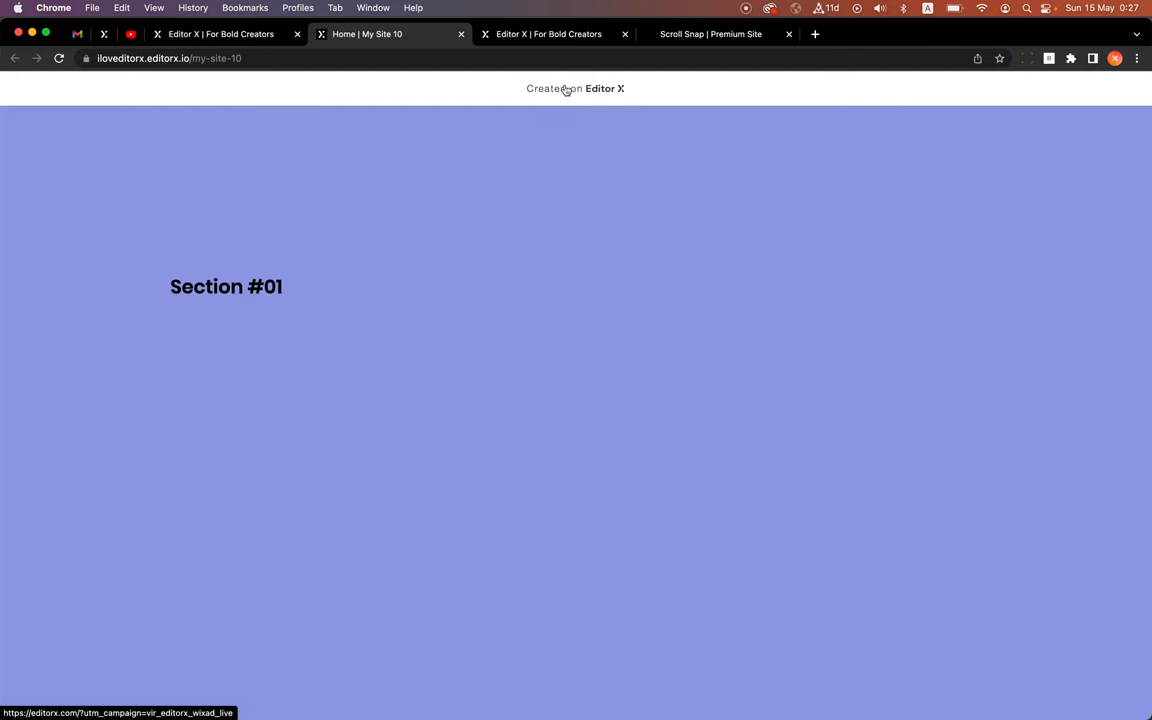 Chrome File Edit View History Bookmarks Profiles Tab Window Help 11d A Sun 15 May 0:27
Editor X | For Bold Creators Home | My Site 10 Editor X | For Bold Creators Scroll Snap | Premium Site
iloveditorx.editorx.io/my-site-10
Created on Editor X
Section #01
https://editorx.com/?utm_campaign=vir_editorx_wixad_live